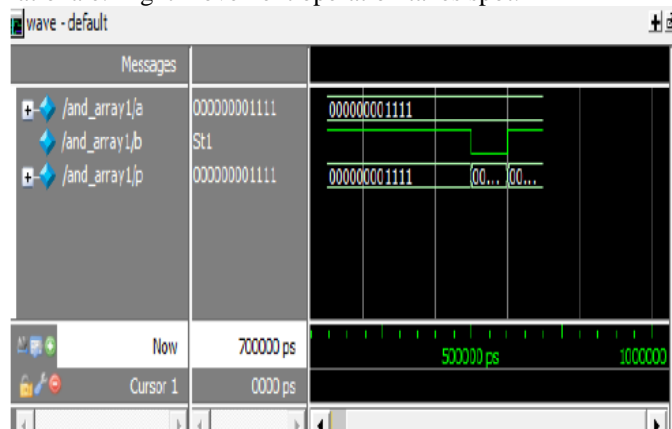 wave - default
Messages
/and_array1/a 000000001111 000000001111
/and_array1/b St1
/and_array1/p 000000001111 000000001111 00... 00...
Now 700000 ps 500000 ps 1000000
Cursor 1 0000 ps